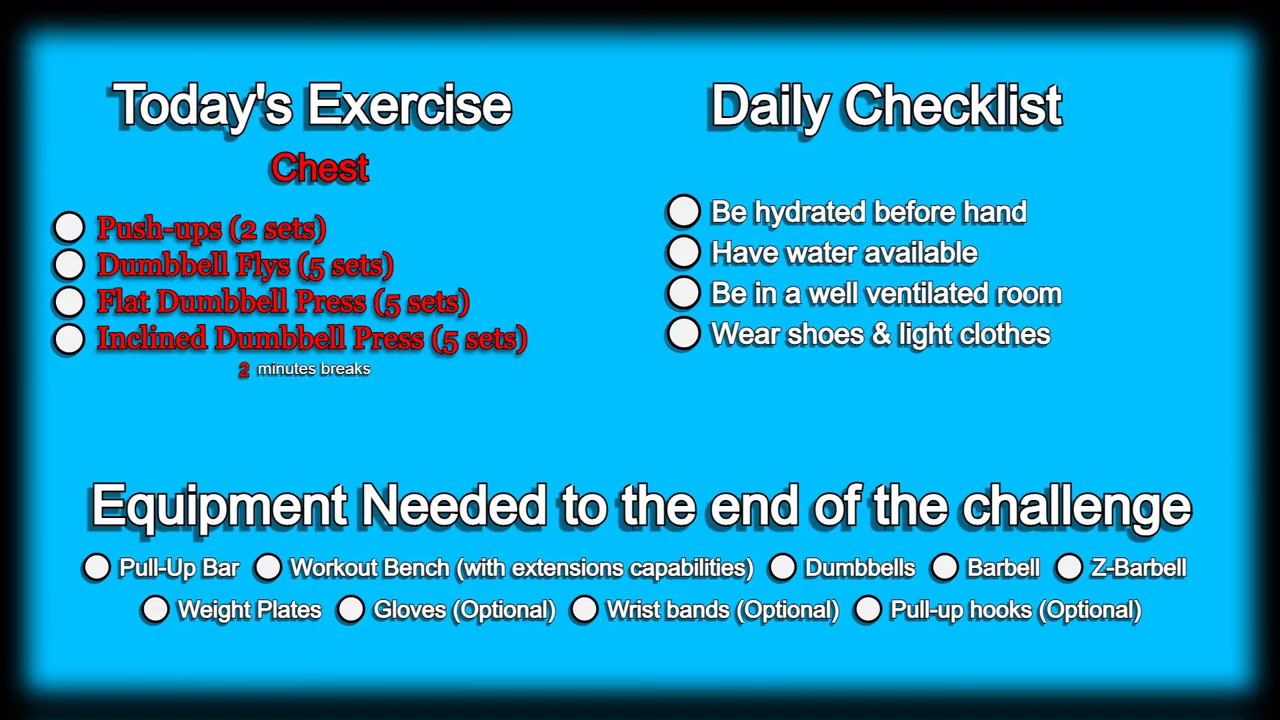 Today's Exercise
Chest
Push-ups (2 sets)
Dumbbell Flys (5 sets)
Flat Dumbbell Press (5 sets)
Inclined Dumbbell Press (5 sets)
2 minutes breaks
Daily Checklist
Be hydrated before hand
Have water available
Be in a well ventilated room
Wear shoes & light clothes
Equipment Needed to the end of the challenge
Pull-Up Bar Workout Bench (with extensions capabilities) Dumbbells Barbell Z-Barbell
Weight Plates Gloves (Optional) Wrist bands (Optional) Pull-up hooks (Optional)